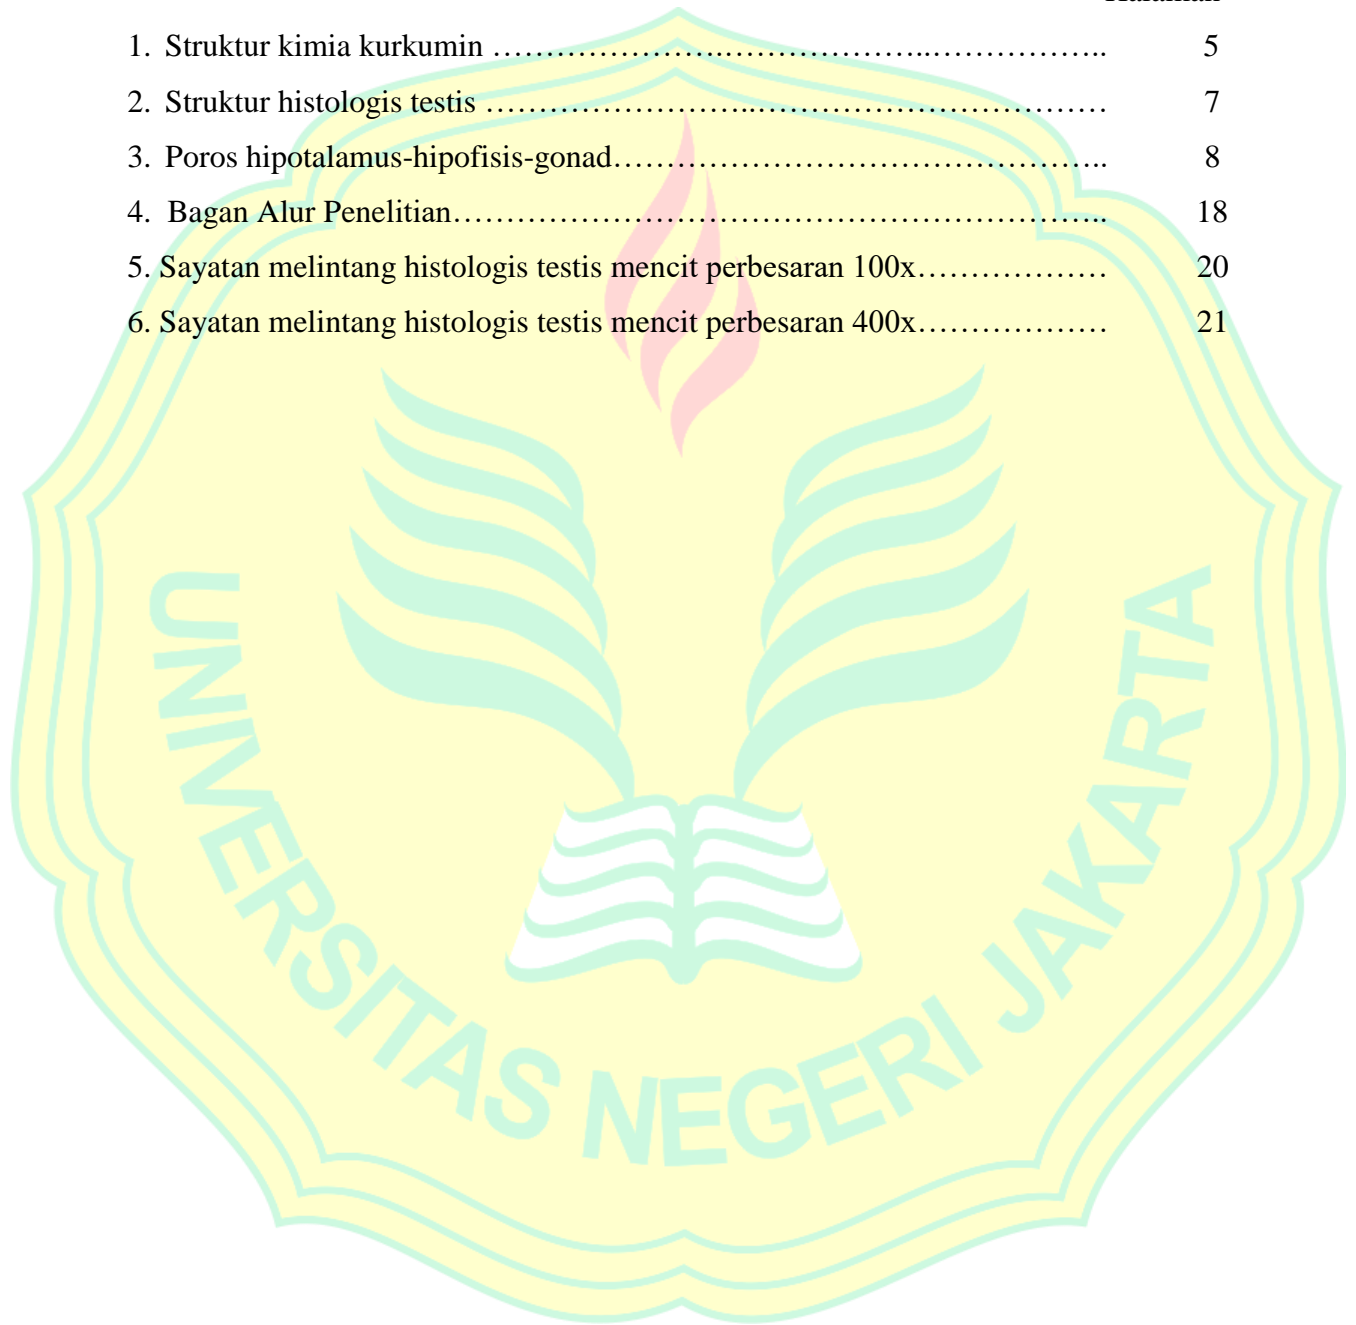 1. Struktur kimia kurkumin …………………..………………..…………….. 5
2. Struktur histologis testis ……………………...…………………………… 7
3. Poros hipotalamus-hipofisis-gonad……………………………………….. 8
4. Bagan Alur Penelitian…………….…………………………………….. 18
5. Sayatan melintang histologis testis mencit perbesaran 100x……………… 20
6. Sayatan melintang histologis testis mencit perbesaran 400x……………… 21
UNIVERSITAS NEGERI JAKARTA